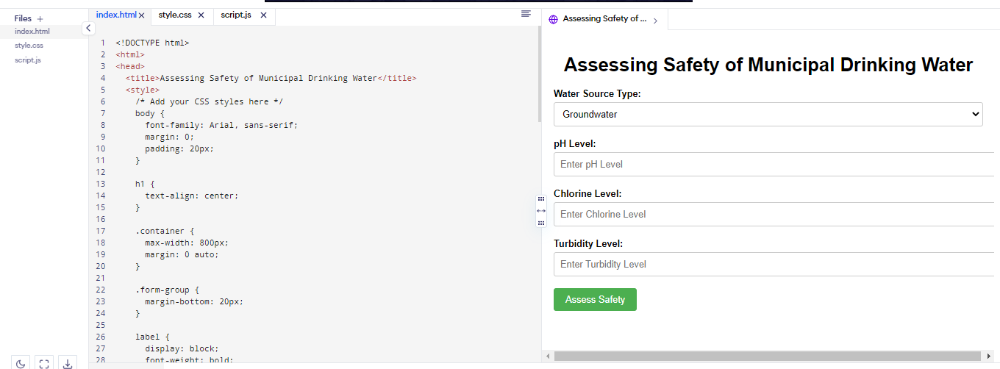 Files +
index.html
style.css
script.js
index.html ×
style.css ×
script.js ×
1 <!DOCTYPE html>
2 <html>
3 <head>
4 <title>Assessing Safety of Municipal Drinking Water</title>
5 <style>
6 /* Add your CSS styles here */
7 body {
8 font-family: Arial, sans-serif;
9 margin: 0;
10 padding: 20px;
11 }
12
13 h1 {
14 text-align: center;
15 }
16
17 .container {
18 max-width: 800px;
19 margin: 0 auto;
20 }
21
22 .form-group {
23 margin-bottom: 20px;
24 }
25
26 label {
27 display: block;
28 font-weight: bold;
Assessing Safety of ...
Assessing Safety of Municipal Drinking Water
Water Source Type:
Groundwater
pH Level:
Enter pH Level
Chlorine Level:
Enter Chlorine Level
Turbidity Level:
Enter Turbidity Level
Assess Safety